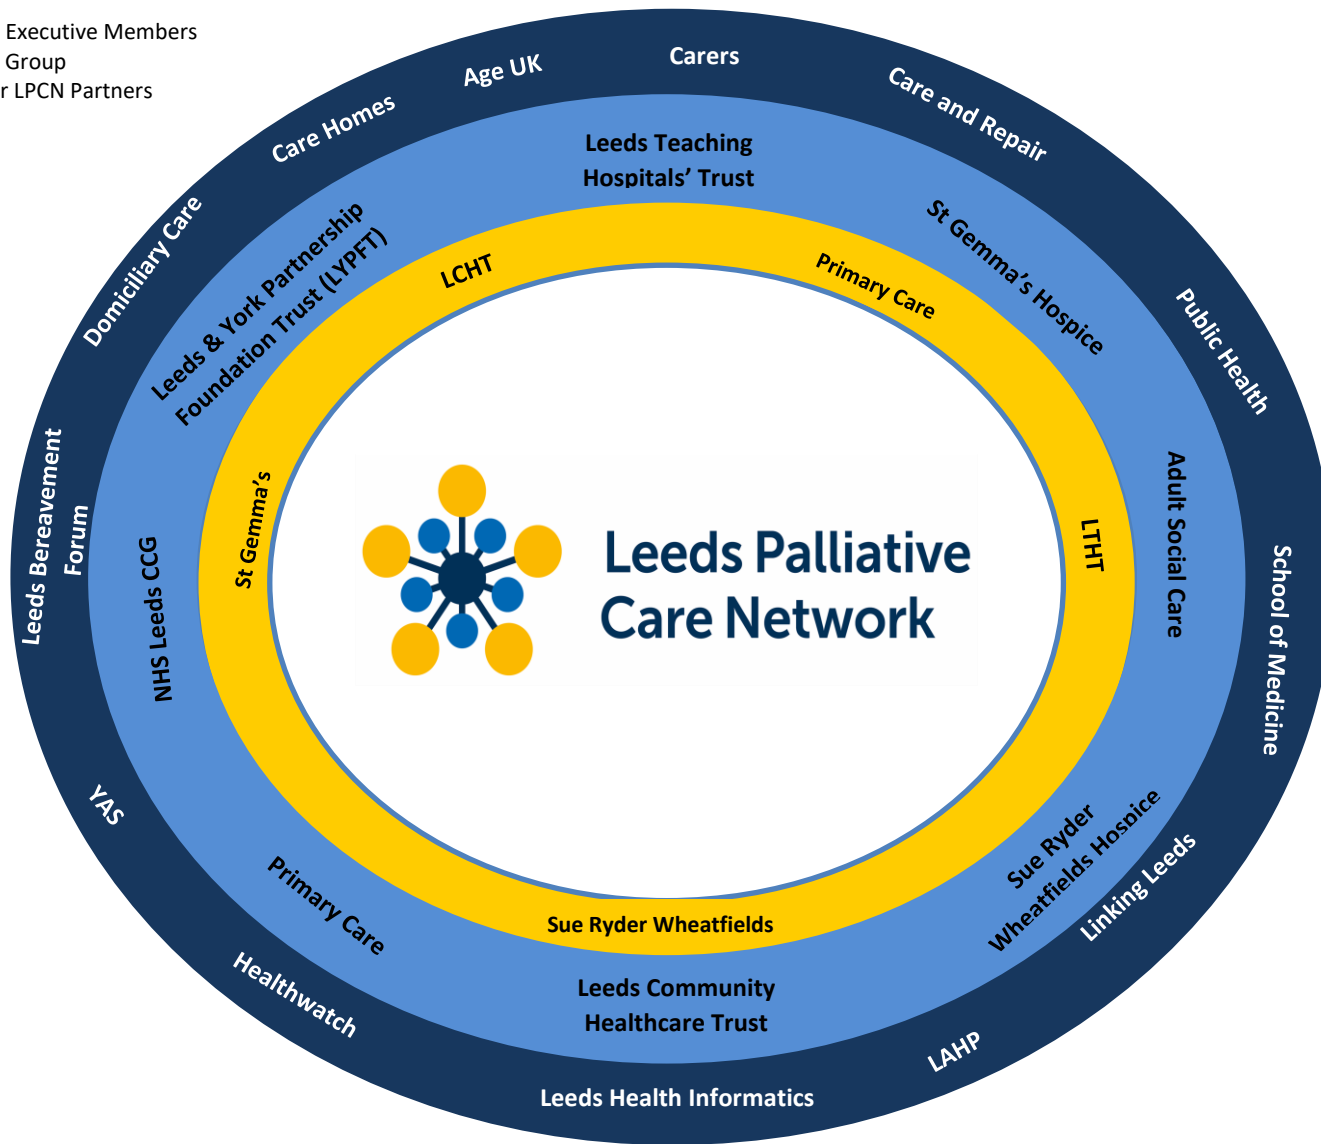 Executive Members
Group
r LPCN Partners
Carers
Age UK
Care and Repair
Care Homes
Public Health
Domiciliary Care
School of Medicine
Leeds Bereavement
Forum
Linking Leeds
YAS
LAHP
Healthwatch
Leeds Health Informatics
Leeds Teaching
Hospitals’ Trust
St Gemma’s Hospice
Leeds & York Partnership
Foundation Trust (LYPFT)
Adult Social Care
NHS Leeds CCG
Sue Ryder
Wheatfields Hospice
Primary Care
Leeds Community
Healthcare Trust
LCHT
Primary Care
St Gemma’s
LTHT
Sue Ryder Wheatfields
Leeds Palliative
Care Network